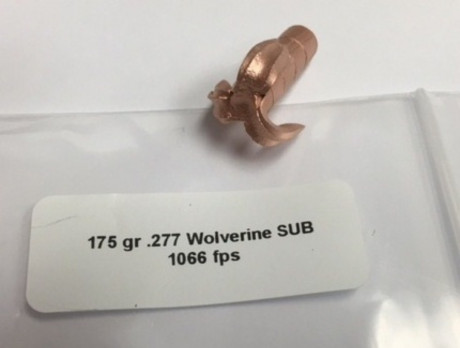 175 gr .277 Wolverine SUB
1066 fps